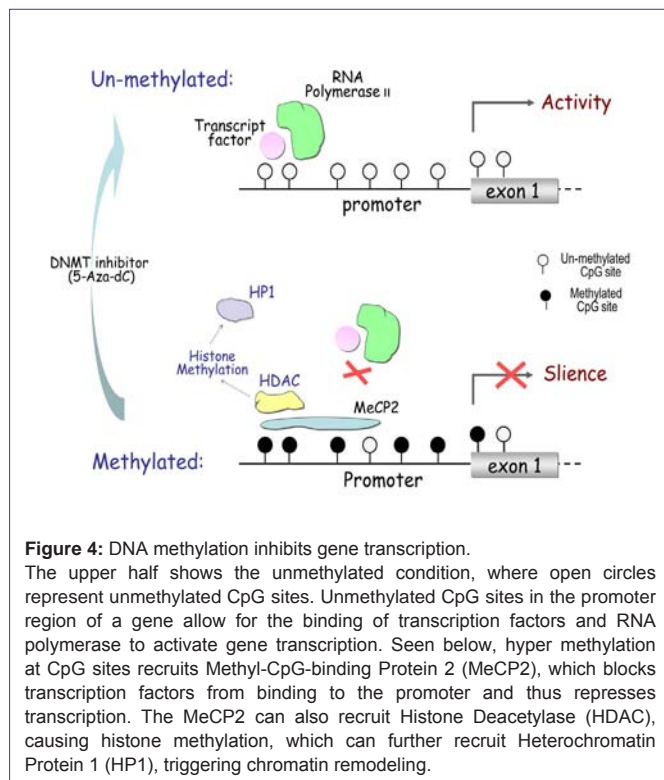 Un-methylated:
RNA
Polymerase II
Transcript
factor
Activity
promoter
exon 1
DNMT inhibitor
(5-Aza-dC)
Un-methylated
CpG site
Methylated
CpG site
HP1
Histone
Methylation
HDAC
MeCP2
Slience
Methylated:
Promoter
exon 1
Figure 4: DNA methylation inhibits gene transcription.
The upper half shows the unmethylated condition, where open circles
represent unmethylated CpG sites. Unmethylated CpG sites in the promoter
region of a gene allow for the binding of transcription factors and RNA
polymerase to activate gene transcription. Seen below, hyper methylation
at CpG sites recruits Methyl-CpG-binding Protein 2 (MeCP2), which blocks
transcription factors from binding to the promoter and thus represses
transcription. The MeCP2 can also recruit Histone Deacetylase (HDAC),
causing histone methylation, which can further recruit Heterochromatin
Protein 1 (HP1), triggering chromatin remodeling.